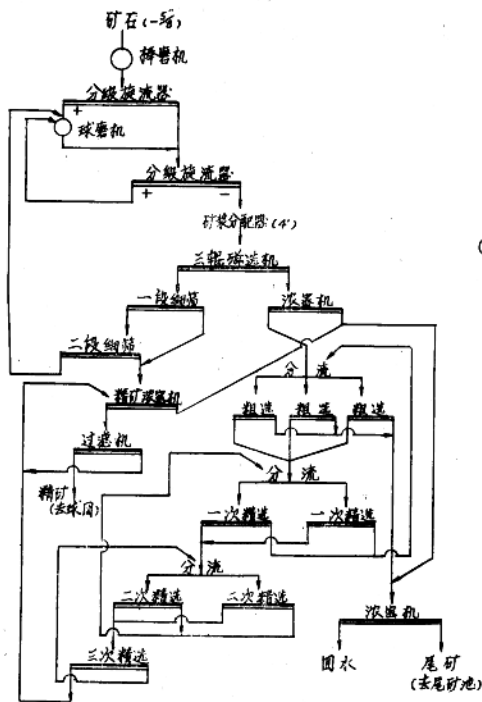 矿石(-5/8")
棒磨机
分级旋流器
+
球磨机
分级旋流器
+ -
矿浆分配器(4")
三辊磁选机
一段细筛 浓密机
二段细筛
分流
精矿浓密机
粗选 粗选 粗选
过滤机
分流
精矿
(去球团)
一次精选 一次精选
分流
二次精选 二次精选
浓密机
三次精选
回水 尾矿
(去尾矿池)
(